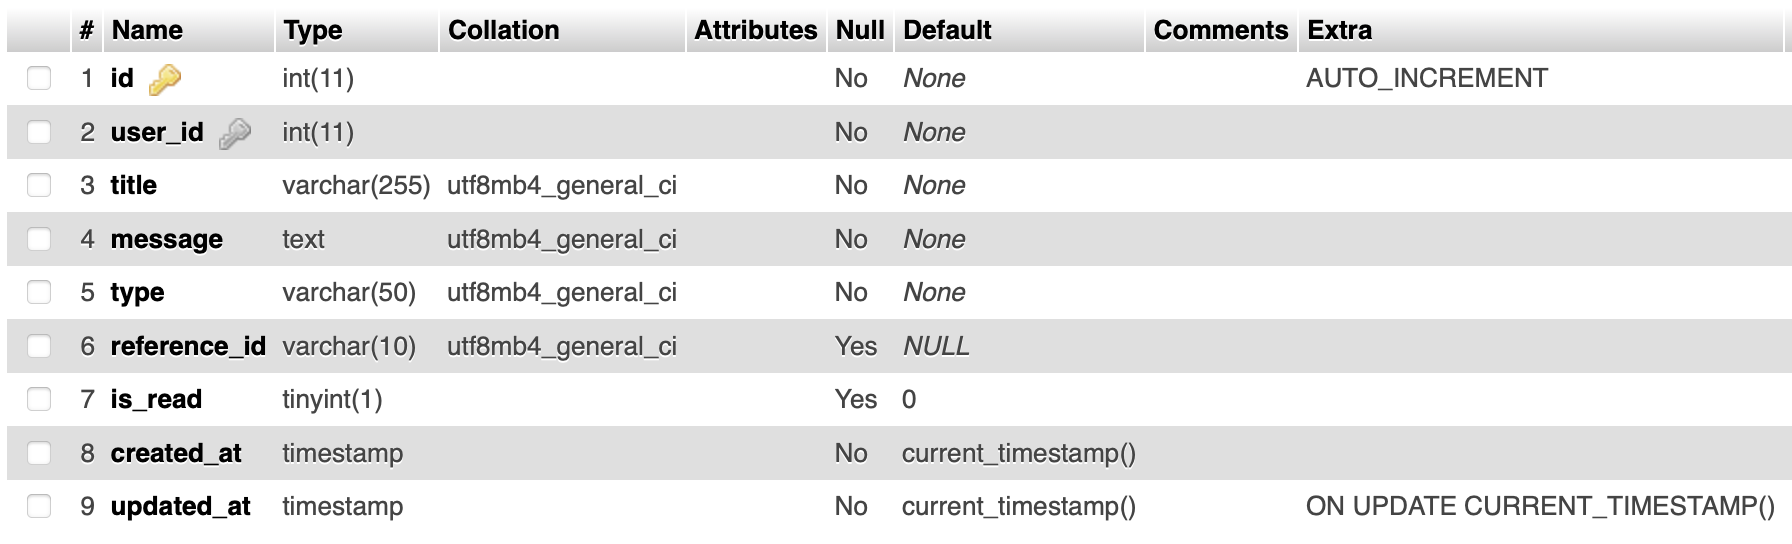 # Name Type Collation Attributes Null Default Comments Extra
1 id int(11) No None AUTO_INCREMENT
2 user_id int(11) No None
3 title varchar(255) utf8mb4_general_ci No None
4 message text utf8mb4_general_ci No None
5 type varchar(50) utf8mb4_general_ci No None
6 reference_id varchar(10) utf8mb4_general_ci Yes NULL
7 is_read tinyint(1) Yes 0
8 created_at timestamp No current_timestamp()
9 updated_at timestamp No current_timestamp() ON UPDATE CURRENT_TIMESTAMP()